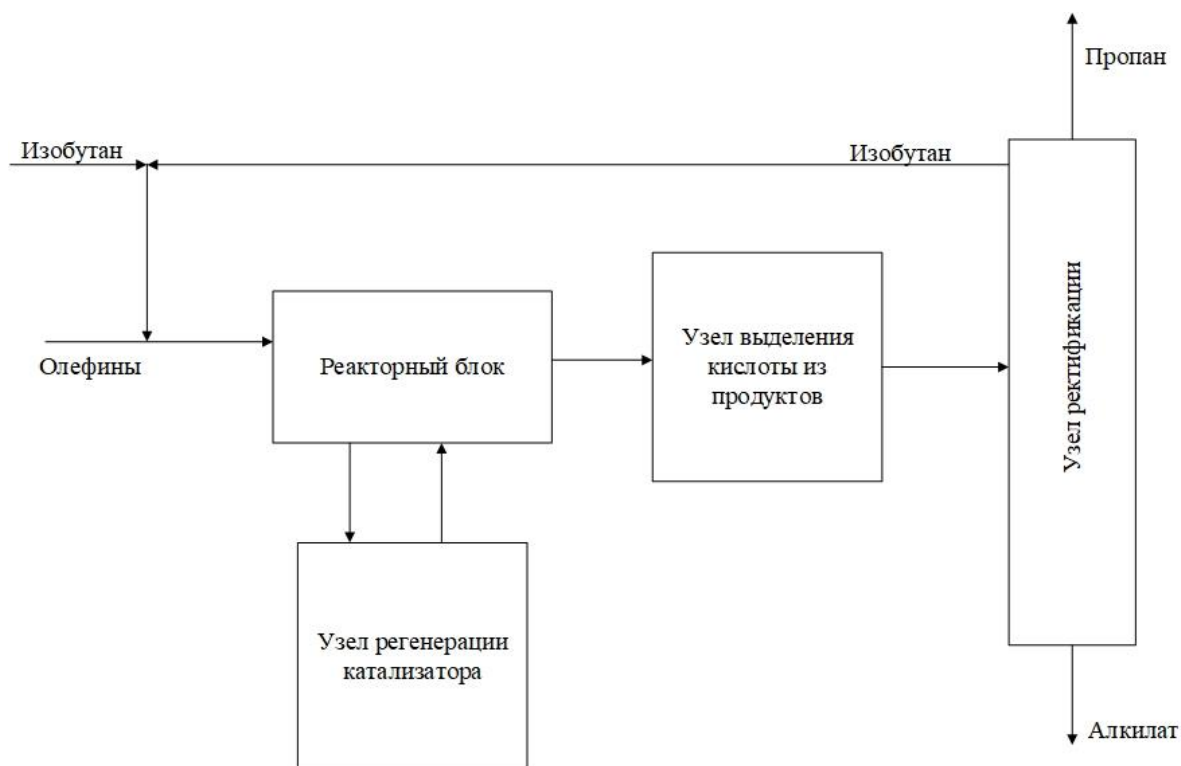 Пропан
Изобутан
Изобутан
Олефины
Реакторный блок
Узел выделения
кислоты из
продуктов
Узел ректификации
Узел регенерации
катализатора
Алкилат